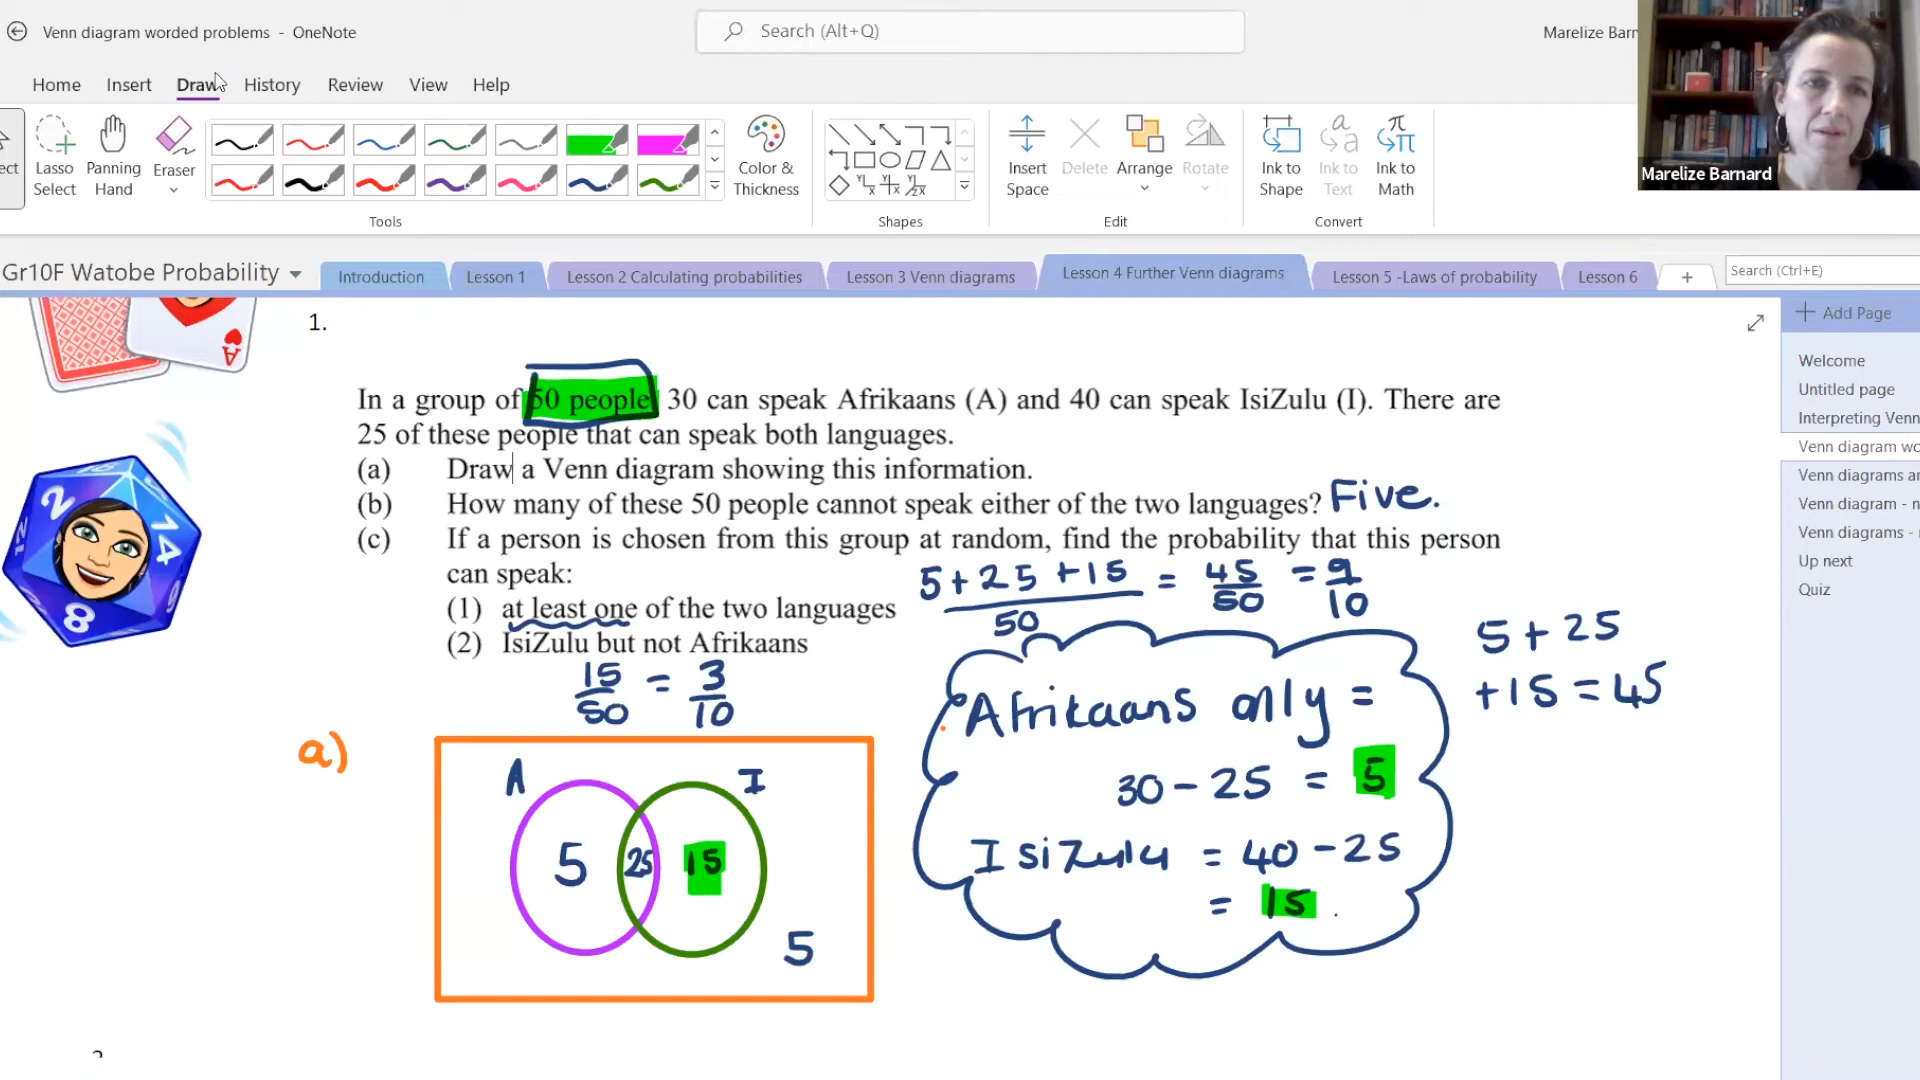 Venn diagram worded problems - OneNote
Search (Alt+Q)
Marelize Barn
Home Insert Draw History Review View Help
Lasso Select
Panning Hand
Eraser
Color & Thickness
Insert Space
Delete
Arrange
Rotate
Ink to Shape
Ink to Text
Ink to Math
Marelize Barnard
Tools Shapes Edit Convert
Gr10F Watobe Probability
Introduction Lesson 1 Lesson 2 Calculating probabilities Lesson 3 Venn diagrams Lesson 4 Further Venn diagrams Lesson 5 -Laws of probability Lesson 6 +
Search (Ctrl+E)
Add Page
Welcome
Untitled page
Interpreting Venn
Venn diagram wo
Venn diagrams ar
Venn diagram - n
Venn diagrams -
Up next
Quiz
A
2 14 12 8
1.
In a group of 50 people 30 can speak Afrikaans (A) and 40 can speak IsiZulu (I). There are
25 of these people that can speak both languages.
(a) Draw a Venn diagram showing this information.
(b) How many of these 50 people cannot speak either of the two languages? Five.
(c) If a person is chosen from this group at random, find the probability that this person
can speak:
(1) at least one of the two languages
5+25+15 = 45 = 9
50 50 10
(2) IsiZulu but not Afrikaans
15 = 3
50 10
5+25
+15=45
a)
A I
5 25 15
5
Afrikaans only =
30-25 = 5
IsiZulu = 40-25
= 15